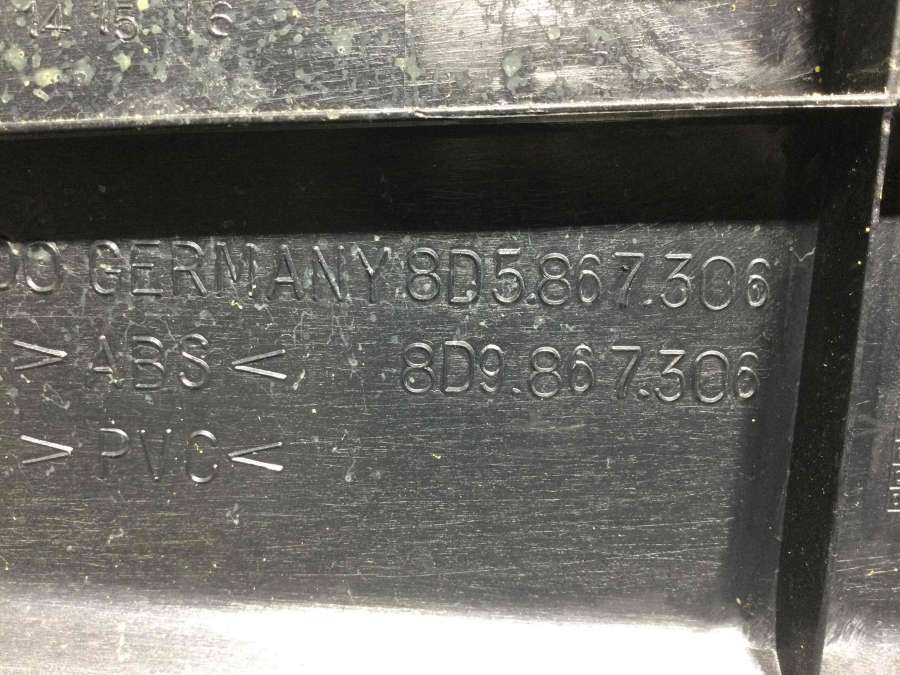 14 15 16
GERMANY 8D5.867.306
> ABS < 8D9.867.306
> PVC <